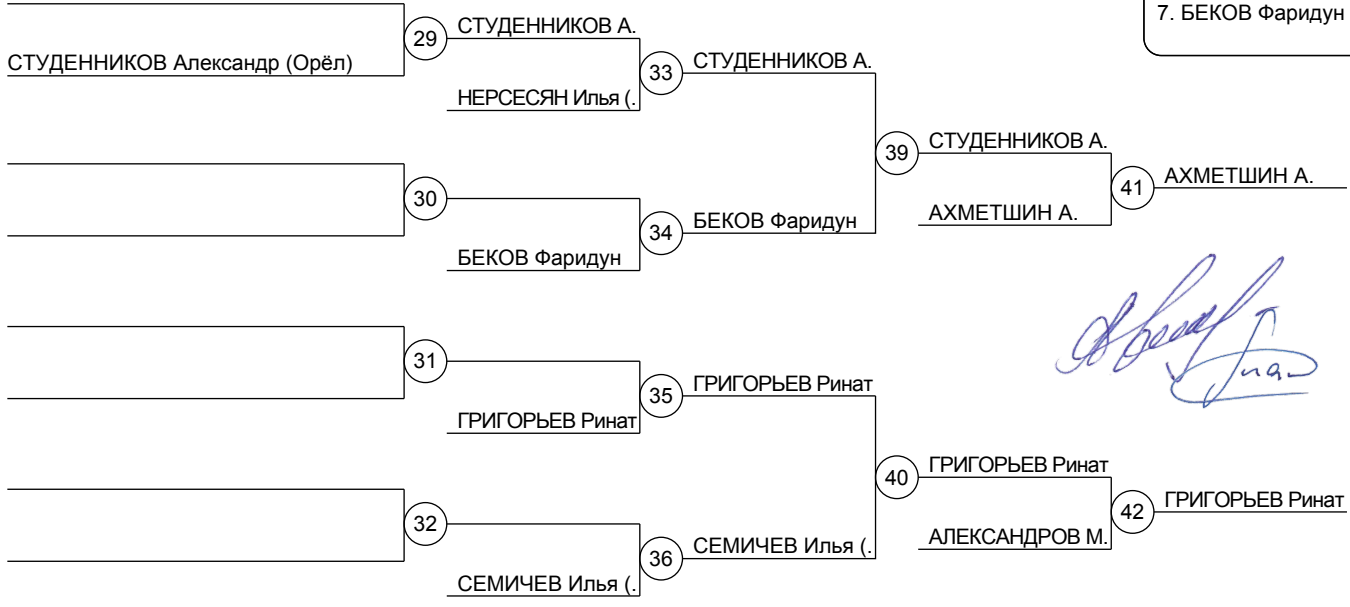 7. БЕКОВ Фаридун
СТУДЕННИКОВ Александр (Орёл)
29
СТУДЕННИКОВ А.
НЕРСЕСЯН Илья (.
33
СТУДЕННИКОВ А.
30
БЕКОВ Фаридун
34
БЕКОВ Фаридун
39
СТУДЕННИКОВ А.
АХМЕТШИН А.
41
АХМЕТШИН А.
31
ГРИГОРЬЕВ Ринат
35
ГРИГОРЬЕВ Ринат
32
СЕМИЧЕВ Илья (.
36
СЕМИЧЕВ Илья (.
40
ГРИГОРЬЕВ Ринат
АЛЕКСАНДРОВ М.
42
ГРИГОРЬЕВ Ринат